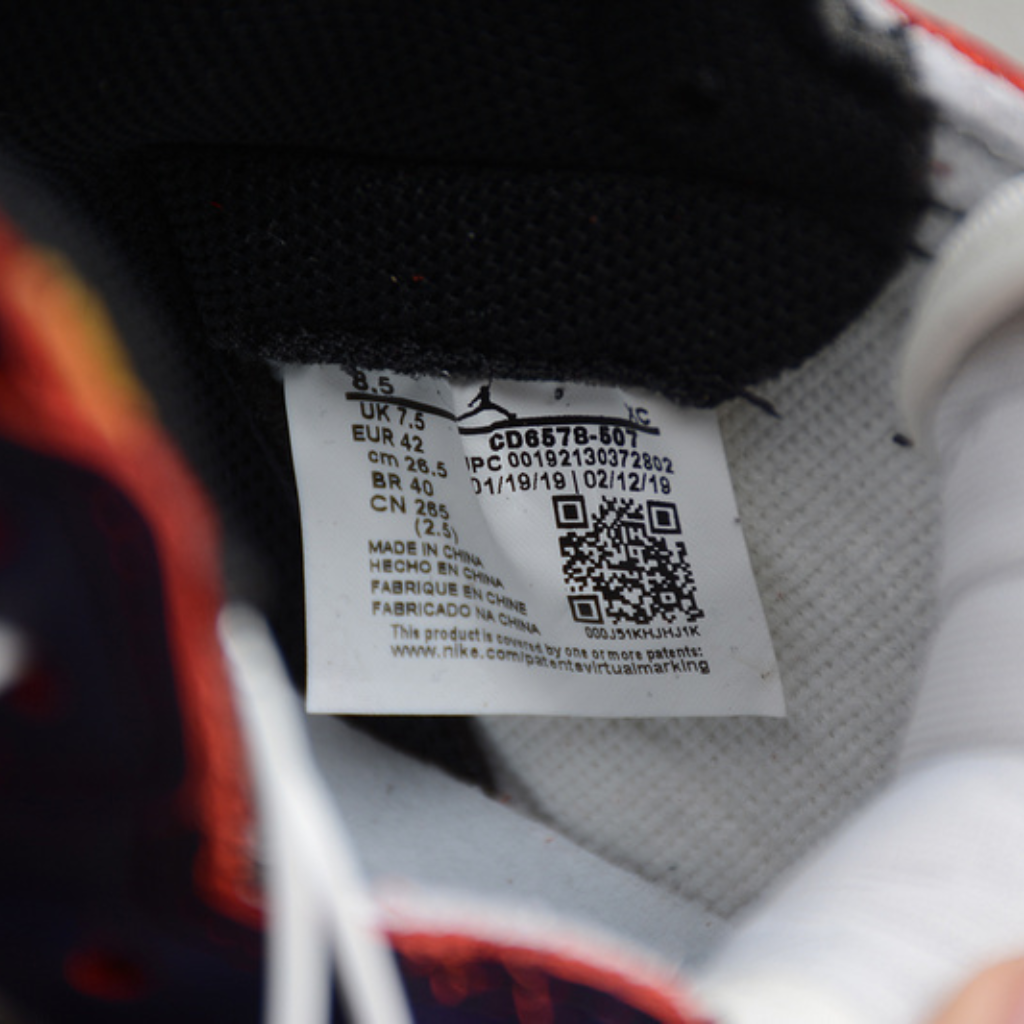 8.5
UK 7.5
EUR 42
cm 26.5
BR 40
CN 265
(2.5)
MADE IN CHINA
HECHO EN CHINA
FABRIQUE EN CHINE
FABRICADO NA CHINA
CD6578-507
UPC 00192130372802
01/19/19 | 02/12/19
000J51KHJHJ1K
This product is covered by one or more patents:
www.nike.com/patentsvirtualmarking